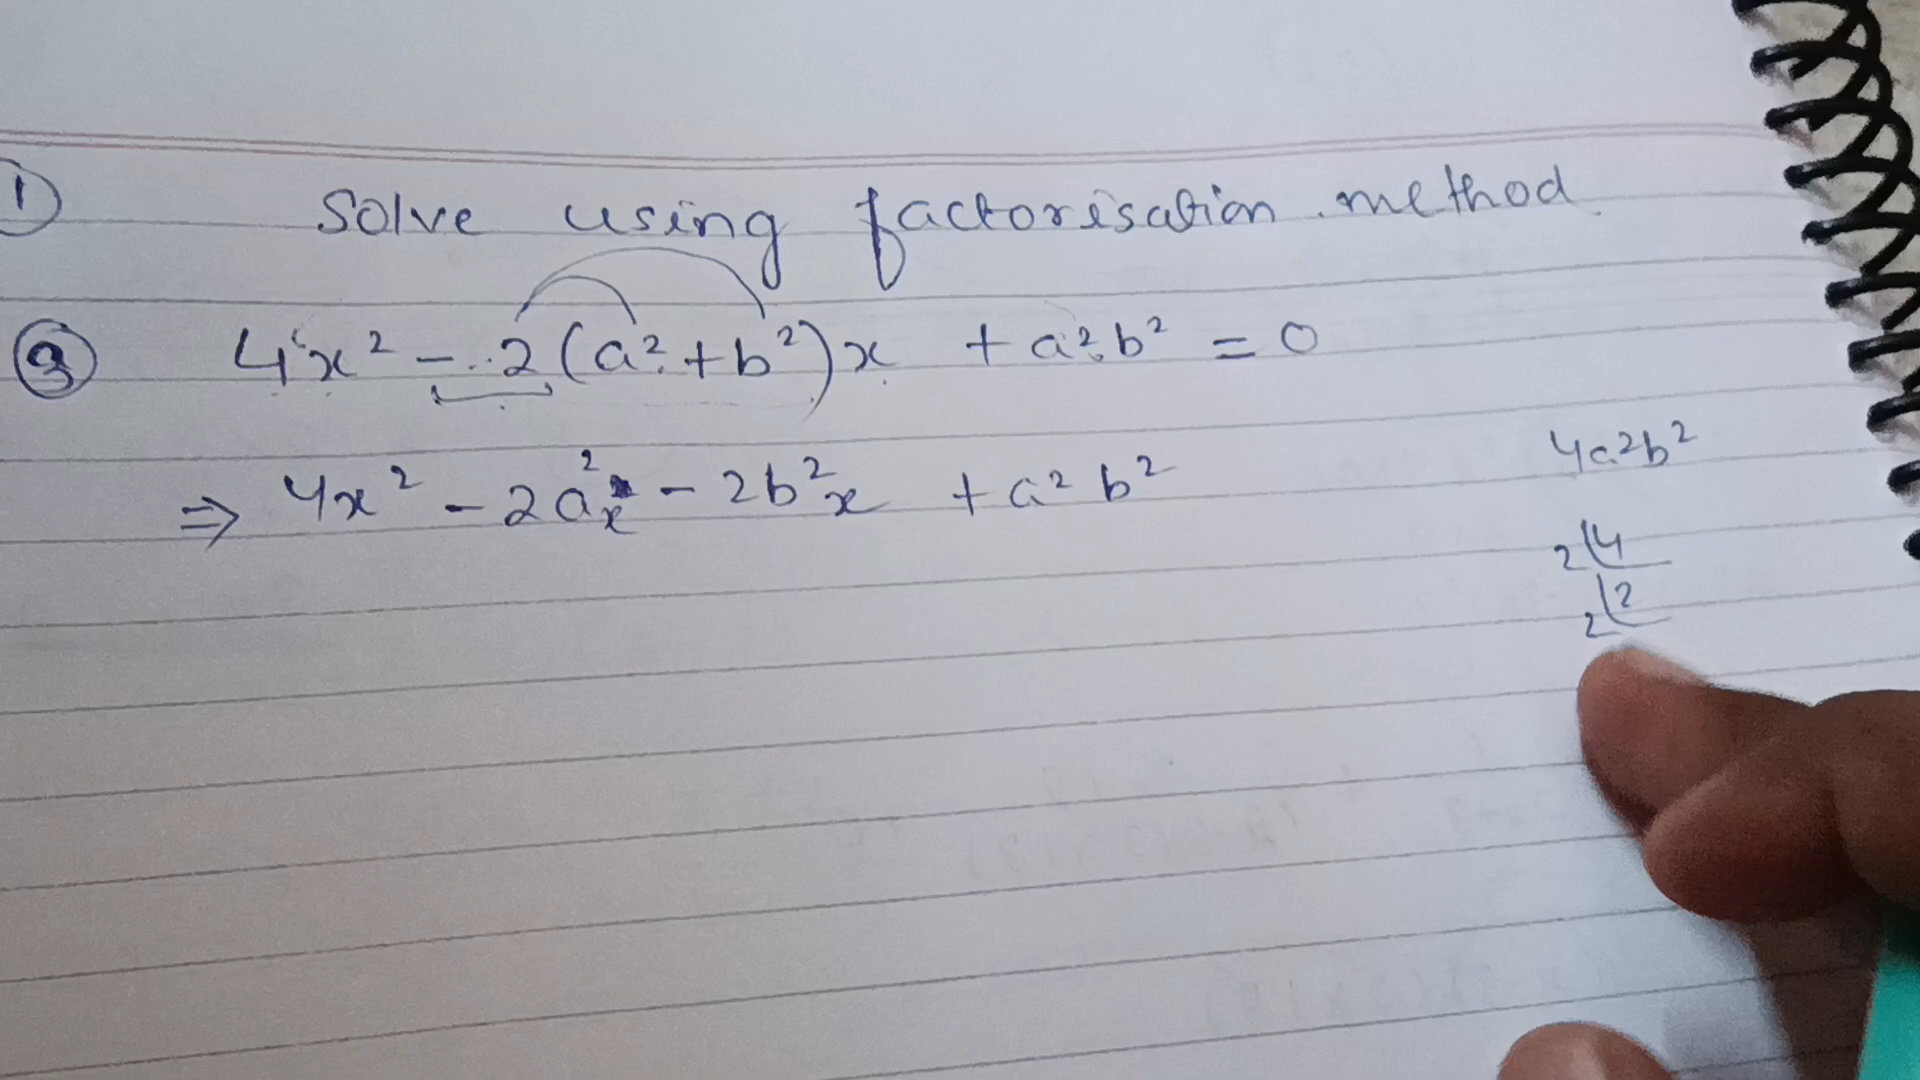 1 Solve using factorisation method.
3 4x² - 2(a²+b²)x + a²b² = 0
⇒ 4x² - 2a²x - 2b²x + a²b²
4a²b²
2 4
2 2